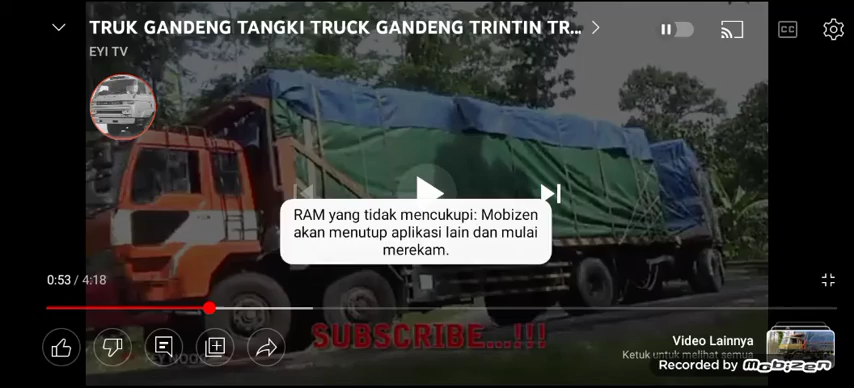 TRUK GANDENG TANGKI TRUCK GANDENG TRINTIN TR...
EYI TV
CC
RAM yang tidak mencukupi: Mobizen
akan menutup aplikasi lain dan mulai
merekam.
0:53 / 4:18
SUBSCRIBE...!!!
Video Lainnya
Ketuk untuk melihat semua
Recorded by Mobizen